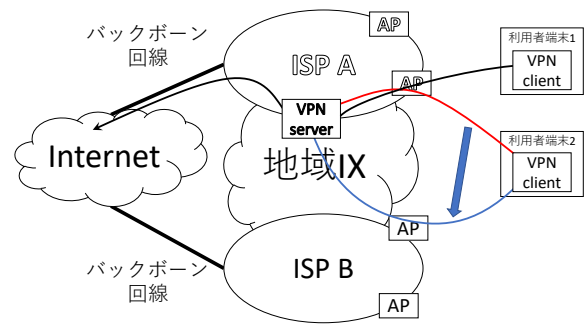 バックボーン
回線
AP
ISP A
AP
利用者端末1
VPN
client
VPN
server
Internet
地域IX
利用者端末2
VPN
client
AP
ISP B
バックボーン
回線
AP